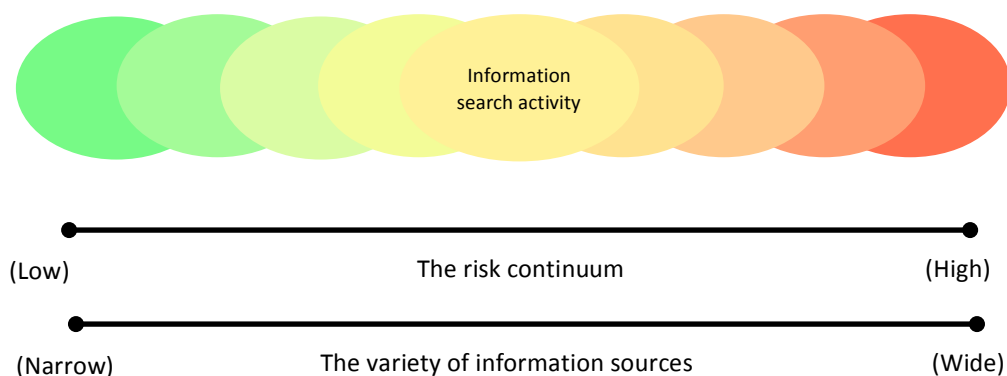 Information
search activity
(Low) The risk continuum (High)
(Narrow) The variety of information sources (Wide)